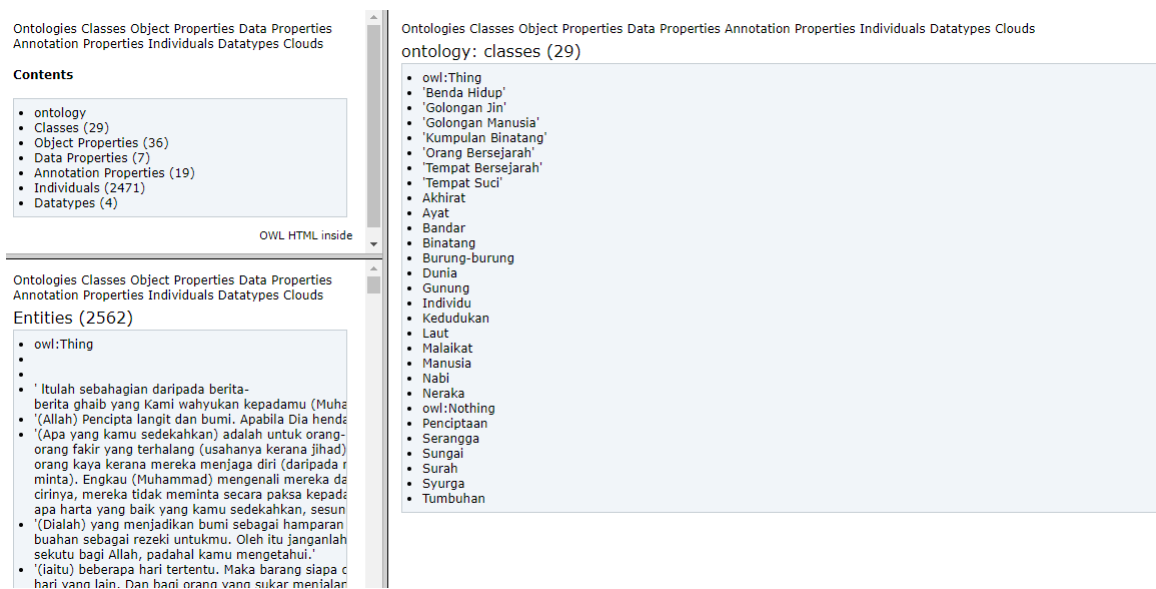 Ontologies Classes Object Properties Data Properties
Annotation Properties Individuals Datatypes Clouds
Contents
ontology
Classes (29)
Object Properties (36)
Data Properties (7)
Annotation Properties (19)
Individuals (2471)
Datatypes (4)
OWL HTML inside
Ontologies Classes Object Properties Data Properties
Annotation Properties Individuals Datatypes Clouds
Entities (2562)
owl:Thing
' Itulah sebahagian daripada berita-
berita ghaib yang Kami wahyukan kepadamu (Muha
'(Allah) Pencipta langit dan bumi. Apabila Dia henda
'(Apa yang kamu sedekahkan) adalah untuk orang-
orang fakir yang terhalang (usahanya kerana jihad)
orang kaya kerana mereka menjaga diri (daripada
minta). Engkau (Muhammad) mengenali mereka da
cirinya, mereka tidak meminta secara paksa kepada
apa harta yang baik yang kamu sedekahkan, sesun
'(Dialah) yang menjadikan bumi sebagai hamparan
buahan sebagai rezeki untukmu. Oleh itu janganlah
sekutu bagi Allah, padahal kamu mengetahui.'
'(iaitu) beberapa hari tertentu. Maka barang siapa
hari yang lain. Dan bagi orang yang sukar menjalan
Ontologies Classes Object Properties Data Properties Annotation Properties Individuals Datatypes Clouds
ontology: classes (29)
owl:Thing
'Benda Hidup'
'Golongan Jin'
'Golongan Manusia'
'Kumpulan Binatang'
'Orang Bersejarah'
'Tempat Bersejarah'
'Tempat Suci'
Akhirat
Ayat
Bandar
Binatang
Burung-burung
Dunia
Gunung
Individu
Kedudukan
Laut
Malaikat
Manusia
Nabi
Neraka
owl:Nothing
Penciptaan
Serangga
Sungai
Surah
Syurga
Tumbuhan